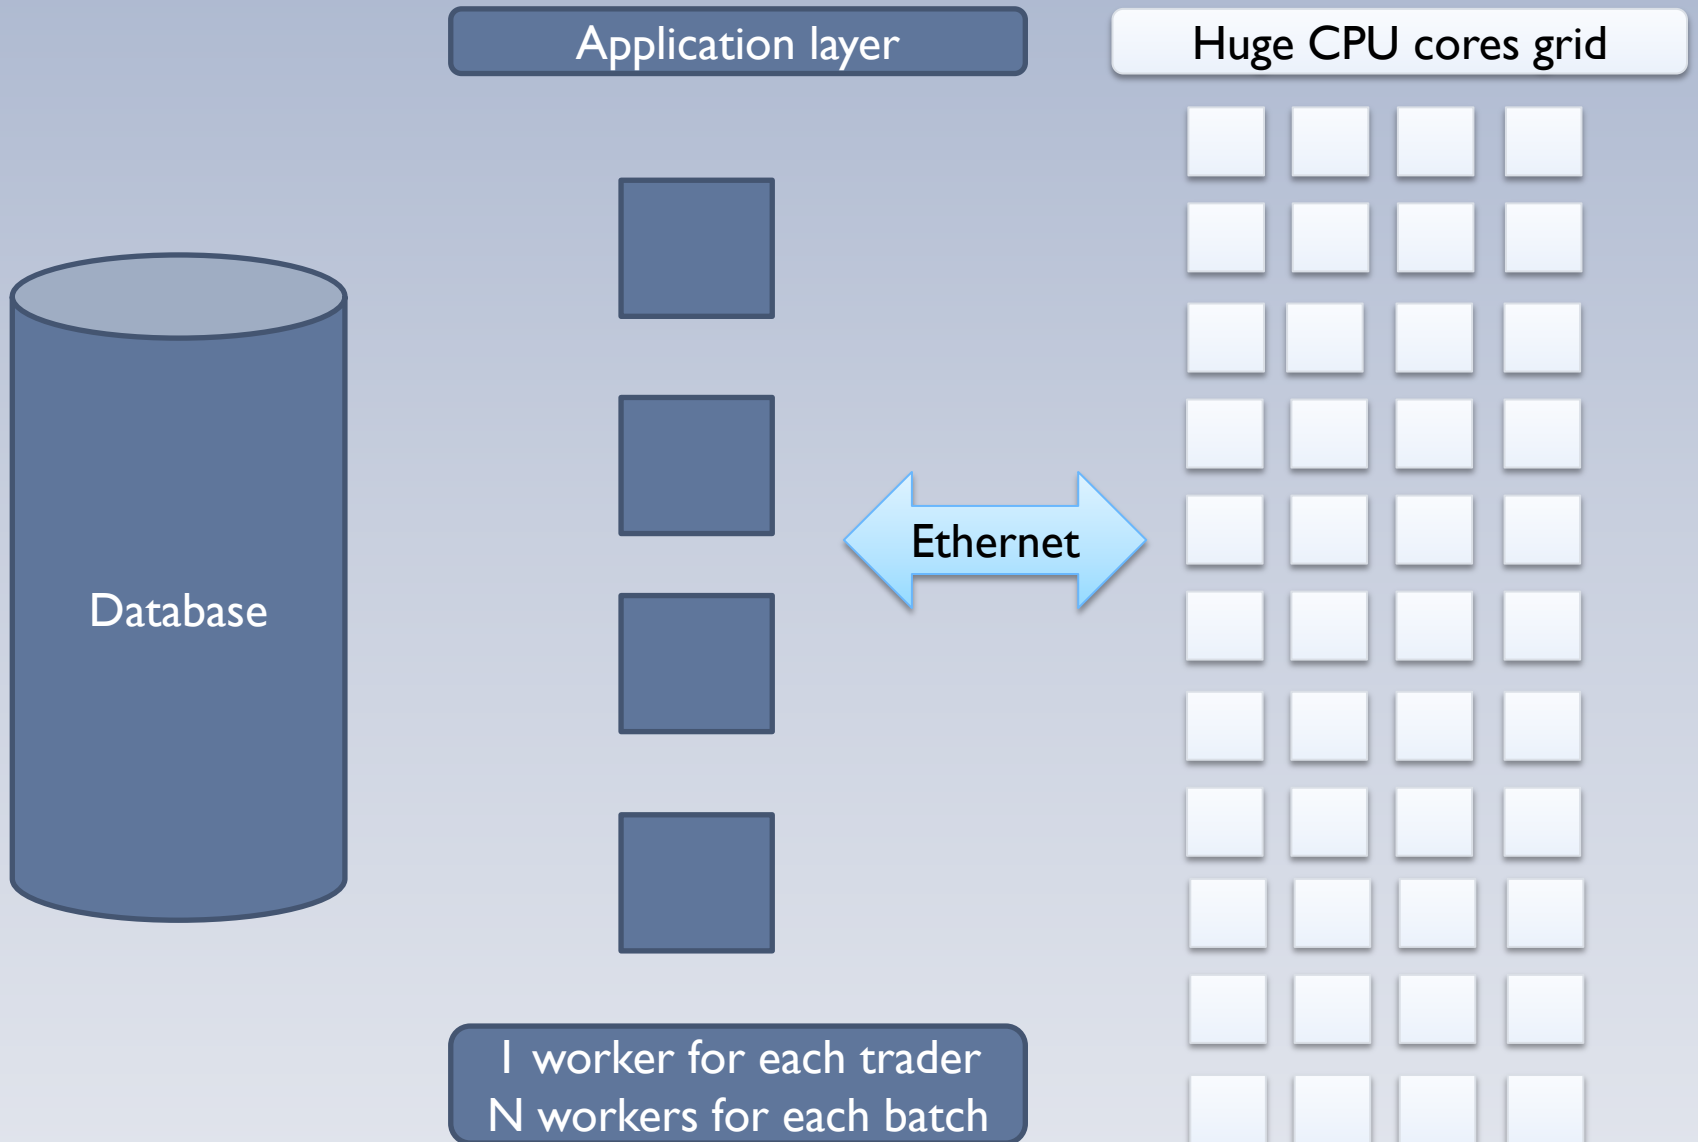 Application layer
Huge CPU cores grid
Ethernet
Database
1 worker for each trader
N workers for each batch